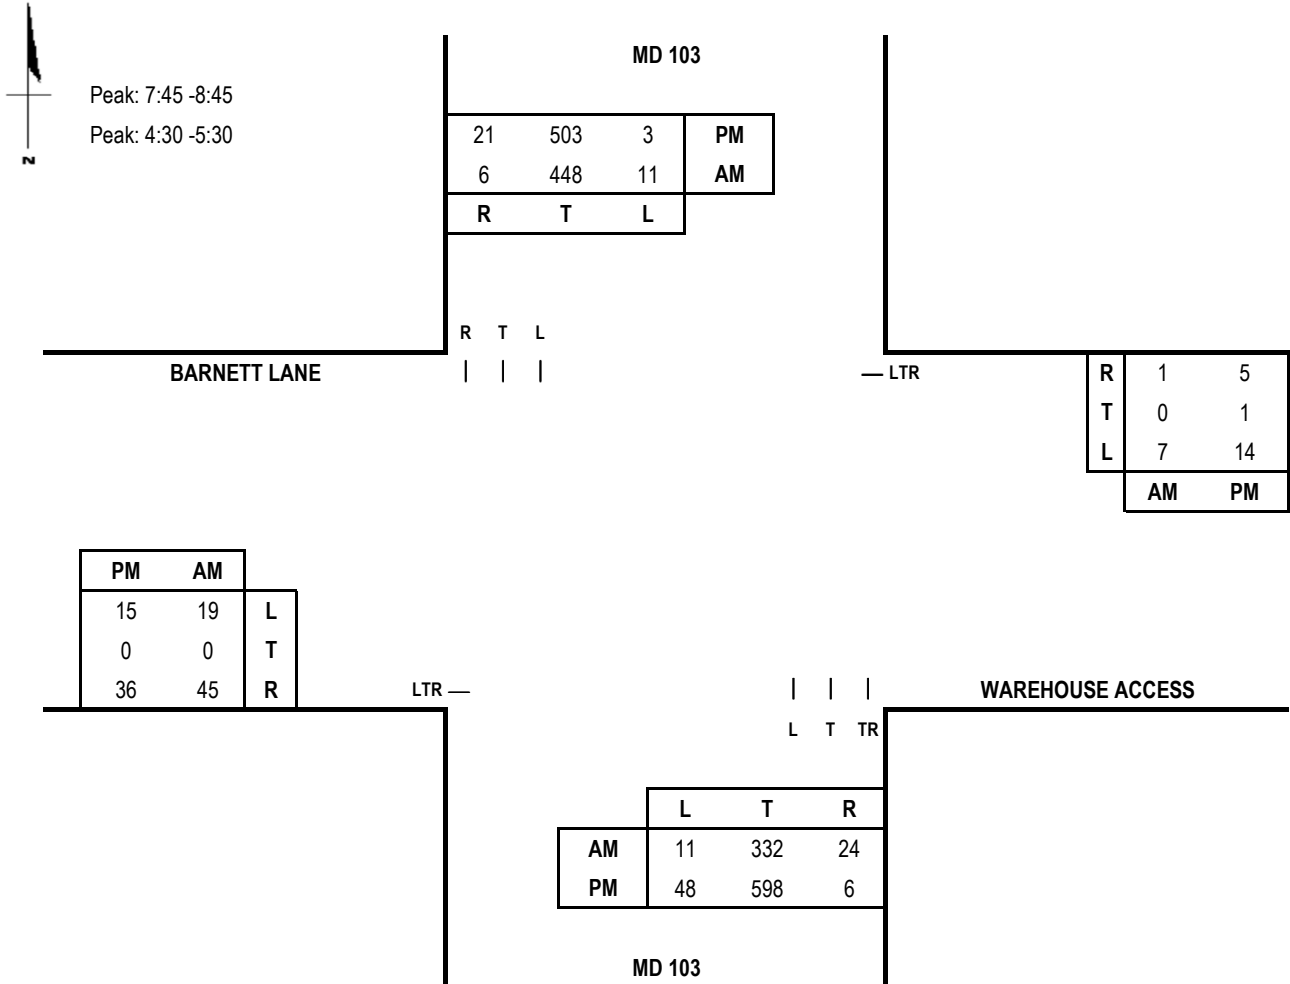 MD 103
Peak: 7:45 -8:45
Peak: 4:30 -5:30
N
21 503 3 PM
6 448 11 AM
R T L
R T L
BARNETT LANE
LTR
R 1 5
T 0 1
L 7 14
AM PM
PM AM
15 19 L
0 0 T
36 45 R
LTR
WAREHOUSE ACCESS
L T TR
L T R
AM 11 332 24
PM 48 598 6
MD 103